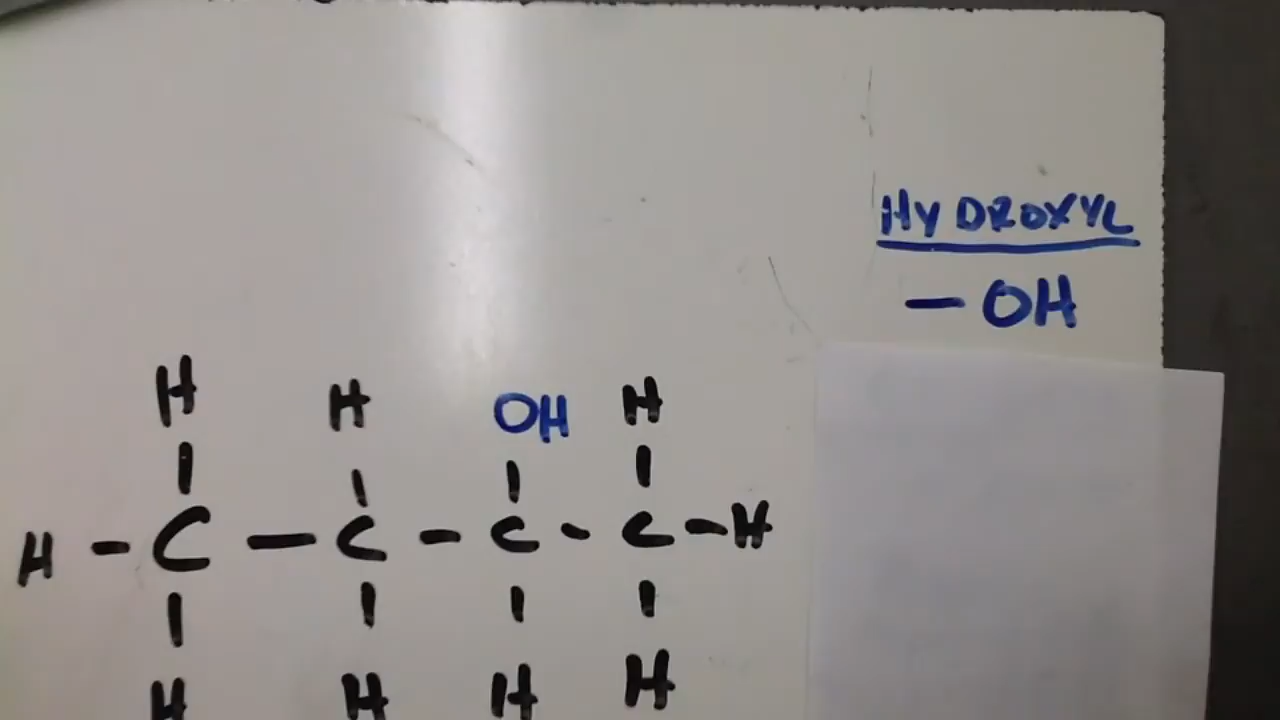 HYDROXYL
— OH
H H OH H
H - C — C - C - C - H
H H H H